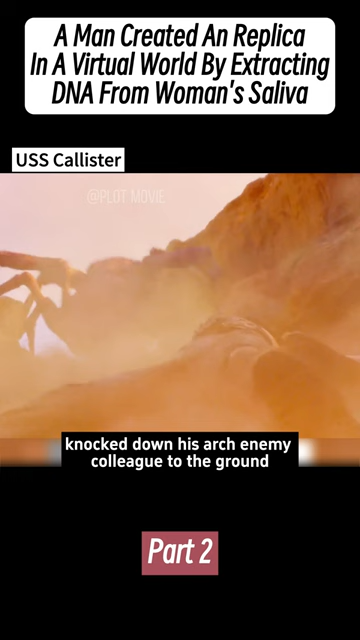 A Man Created An Replica
In A Virtual World By Extracting
DNA From Woman's Saliva
USS Callister
@PLOT MOVIE
knocked down his arch enemy
colleague to the ground
Part 2